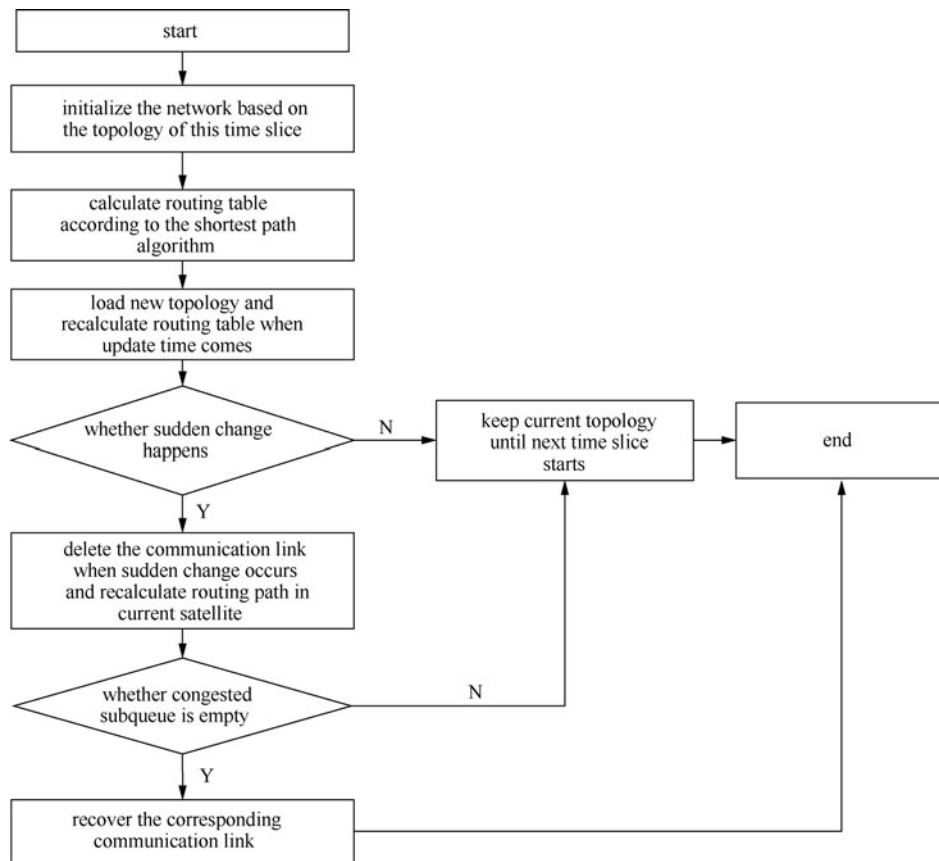 start
initialize the network based on
the topology of this time slice
calculate routing table
according to the shortest path
algorithm
load new topology and
recalculate routing table when
update time comes
whether sudden change
happens
N
keep current topology
until next time slice
starts
end
Y
delete the communication link
when sudden change occurs
and recalculate routing path in
current satellite
whether congested
subqueue is empty
N
Y
recover the corresponding
communication link